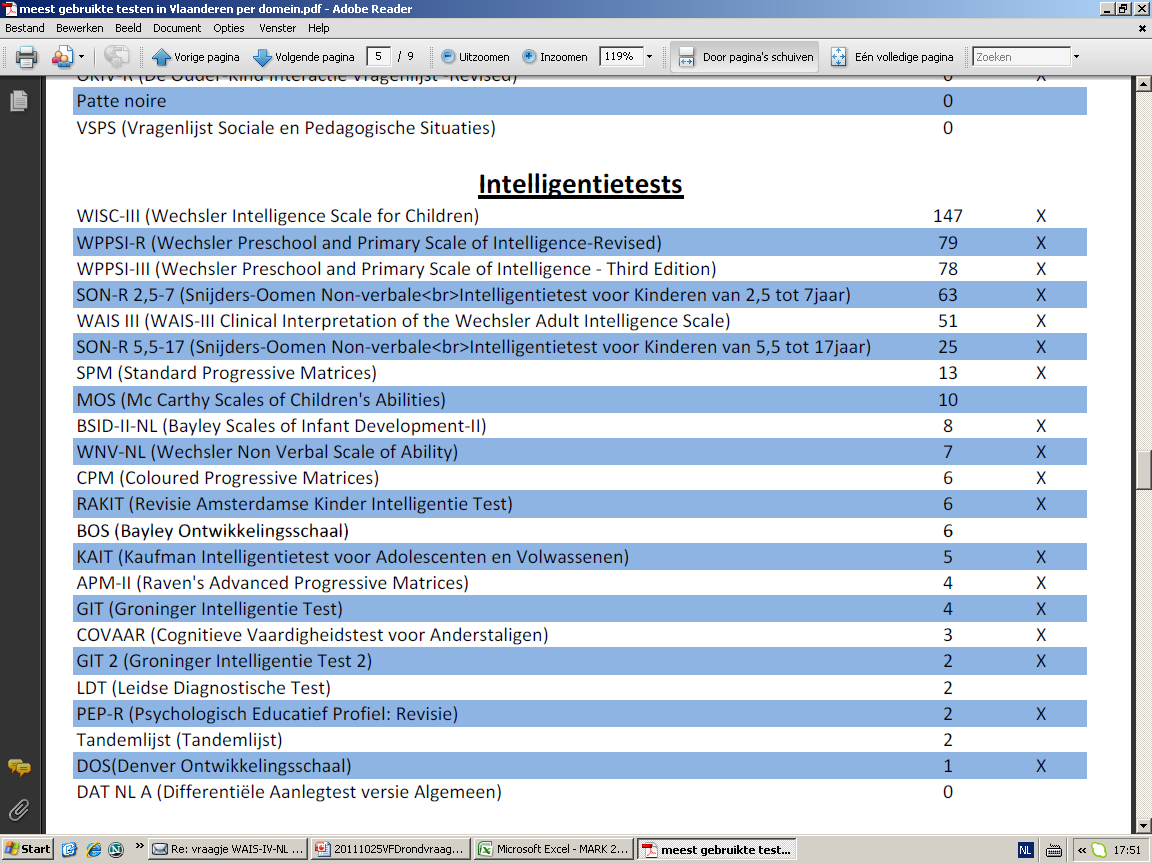 meest gebruikte testen in Vlaanderen per domein.pdf - Adobe Reader
Bestand Bewerken Beeld Document Opties Venster Help
Vorige pagina Volgende pagina 5 / 9 Uitzoomen Inzoomen 119% Door pagina's schuiven Eén volledige pagina Zoeken
OKIV-R (De Ouder-Kind Interactie Vragenlijst -Revised) 0 X
Patte noire 0
VSPS (Vragenlijst Sociale en Pedagogische Situaties) 0
Intelligentietests
WISC-III (Wechsler Intelligence Scale for Children) 147 X
WPPSI-R (Wechsler Preschool and Primary Scale of Intelligence-Revised) 79 X
WPPSI-III (Wechsler Preschool and Primary Scale of Intelligence - Third Edition) 78 X
SON-R 2,5-7 (Snijders-Oomen Non-verbale<br>Intelligentietest voor Kinderen van 2,5 tot 7jaar) 63 X
WAIS III (WAIS-III Clinical Interpretation of the Wechsler Adult Intelligence Scale) 51 X
SON-R 5,5-17 (Snijders-Oomen Non-verbale<br>Intelligentietest voor Kinderen van 5,5 tot 17jaar) 25 X
SPM (Standard Progressive Matrices) 13 X
MOS (Mc Carthy Scales of Children's Abilities) 10
BSID-II-NL (Bayley Scales of Infant Development-II) 8 X
WNV-NL (Wechsler Non Verbal Scale of Ability) 7 X
CPM (Coloured Progressive Matrices) 6 X
RAKIT (Revisie Amsterdamse Kinder Intelligentie Test) 6 X
BOS (Bayley Ontwikkelingsschaal) 6
KAIT (Kaufman Intelligentietest voor Adolescenten en Volwassenen) 5 X
APM-II (Raven's Advanced Progressive Matrices) 4 X
GIT (Groninger Intelligentie Test) 4 X
COVAAR (Cognitieve Vaardigheidstest voor Anderstaligen) 3 X
GIT 2 (Groninger Intelligentie Test 2) 2 X
LDT (Leidse Diagnostische Test) 2
PEP-R (Psychologisch Educatief Profiel: Revisie) 2 X
Tandemlijst (Tandemlijst) 2
DOS(Denver Ontwikkelingsschaal) 1 X
DAT NL A (Differentiële Aanlegtest versie Algemeen) 0
Start » Re: vraagje WAIS-IV-NL ... 20111025VFDrondvraag... Microsoft Excel - MARK 2... meest gebruikte test... NL « 17:51